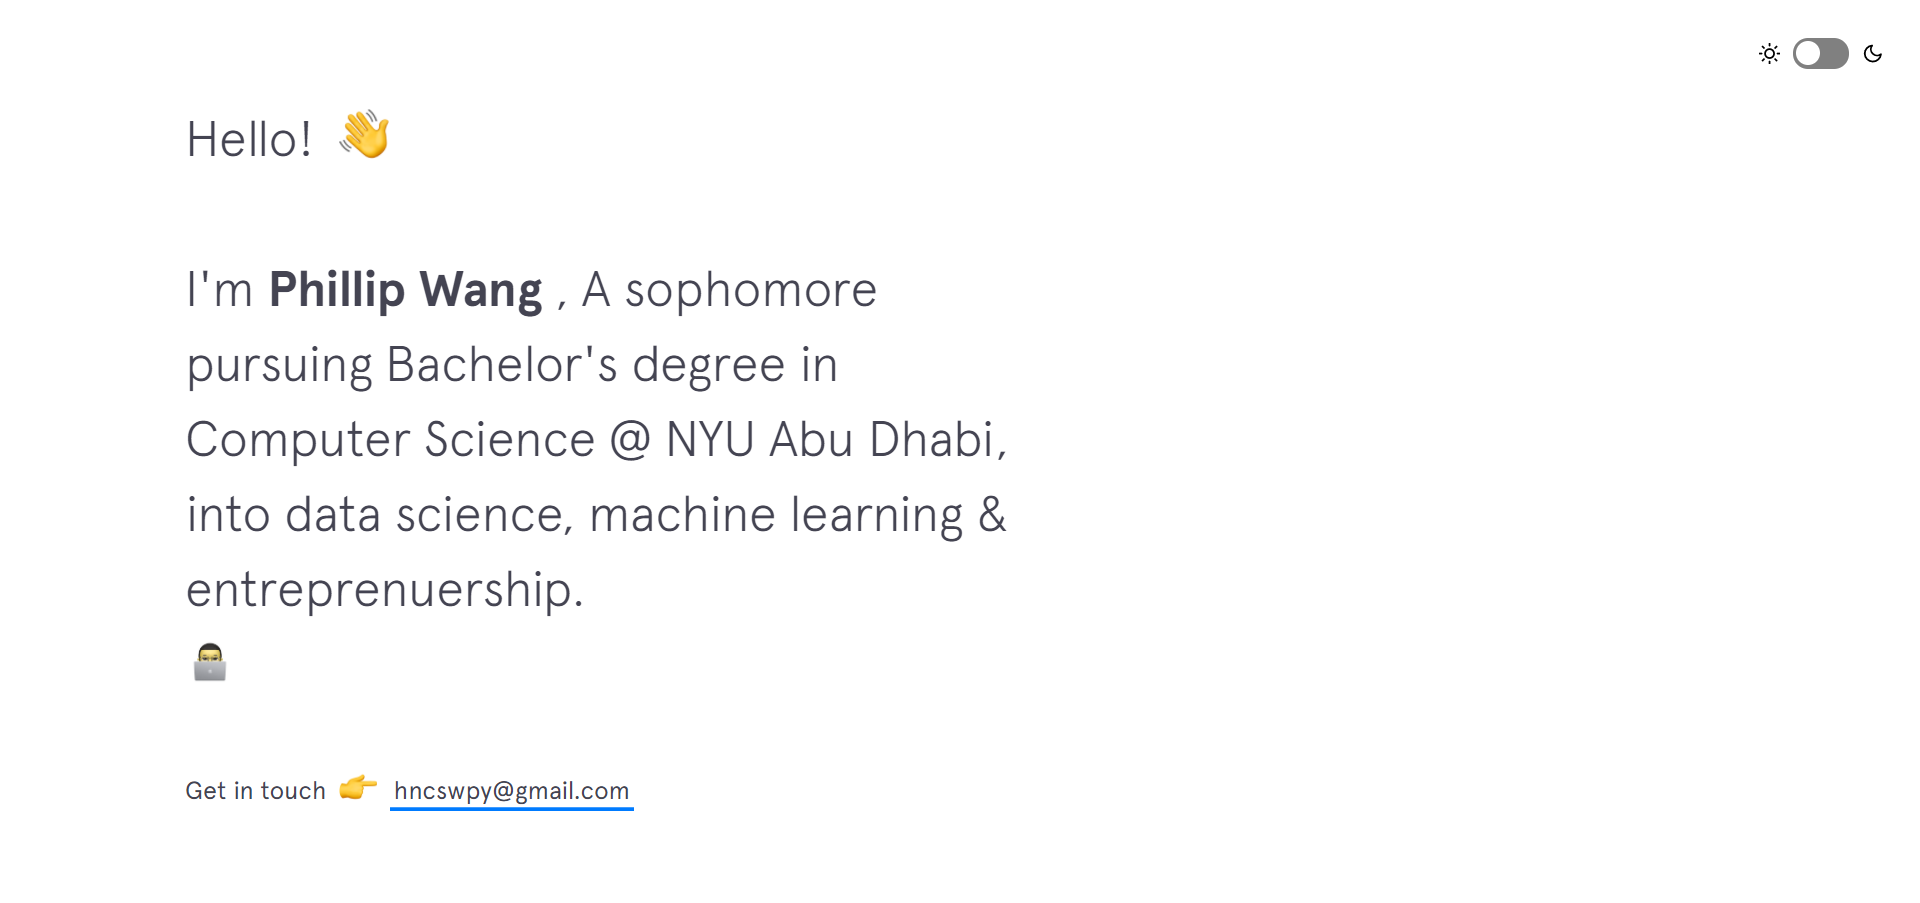 Hello! 👋
I'm Phillip Wang , A sophomore
pursuing Bachelor's degree in
Computer Science @ NYU Abu Dhabi,
into data science, machine learning &
entreprenuership.
👨‍💻
Get in touch 👉 hncswpy@gmail.com